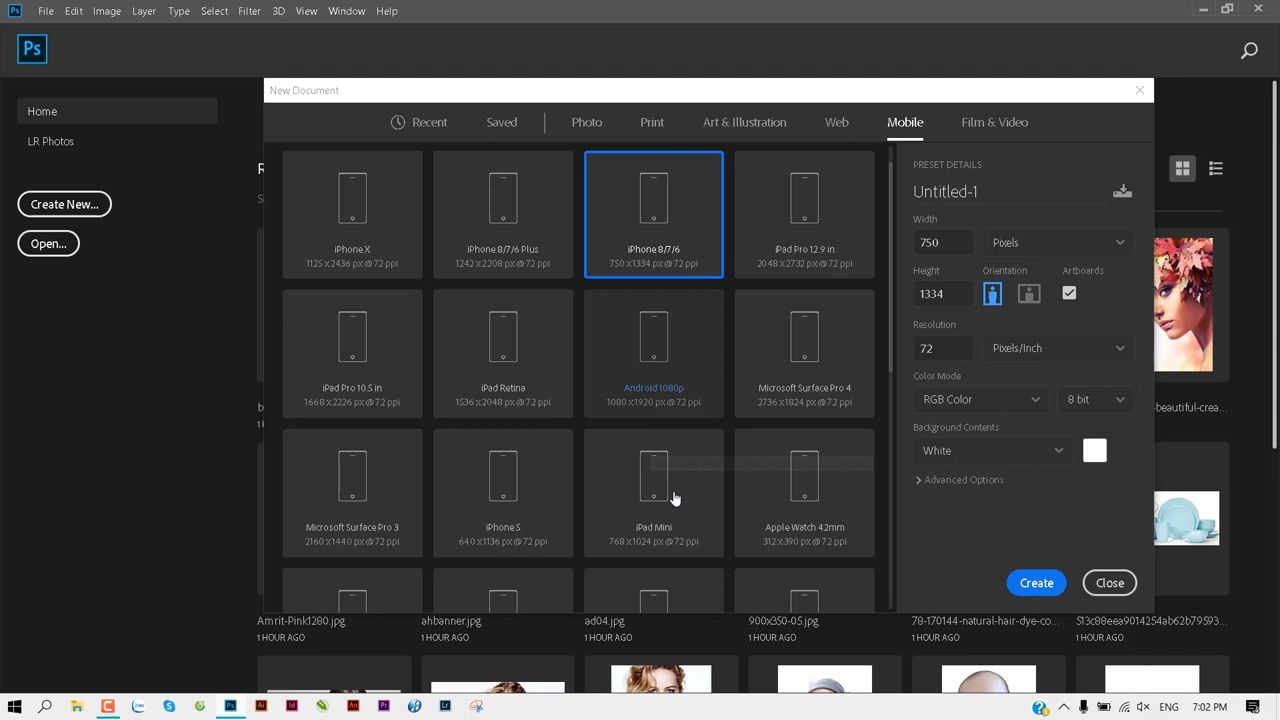 Ps File Edit Image Layer Type Select Filter 3D View Window Help
Ps
New Document
Home
LR Photos
Create New...
Open...
R
Recent Saved Photo Print Art & Illustration Web Mobile Film & Video
iPhone X
1125 x 2436 px @ 72 ppi
iPhone 8/7/6 Plus
1242 x 2208 px @ 72 ppi
iPhone 8/7/6
750 x 1334 px @ 72 ppi
iPad Pro 12.9 in
2048 x 2732 px @ 72 ppi
iPad Pro 10.5 in
1668 x 2226 px @ 72 ppi
iPad Retina
1536 x 2048 px @ 72 ppi
Android 1080p
1080 x 1920 px @ 72 ppi
Microsoft Surface Pro 4
2736 x 1824 px @ 72 ppi
Microsoft Surface Pro 3
2160 x 1440 px @ 72 ppi
iPhone 5
640 x 1136 px @ 72 ppi
iPad Mini
768 x 1024 px @ 72 ppi
Apple Watch 42mm
312 x 390 px @ 72 ppi
PRESET DETAILS
Untitled-1
Width
750 Pixels
Height Orientation Artboards
1334
Resolution
72 Pixels/Inch
Color Mode
RGB Color 8 bit
Background Contents
White
Advanced Options
Create Close
-beautiful-crea...
Amrit-Pink1280.jpg
1 HOUR AGO
ahbanner.jpg
1 HOUR AGO
ad04.jpg
1 HOUR AGO
900x350-05.jpg
1 HOUR AGO
78-170144-natural-hair-dye-co...
1 HOUR AGO
513c88eea9014254ab62b79593...
1 HOUR AGO
Zalo Ps Ai Id An Pr Lr ENG 7:02 PM